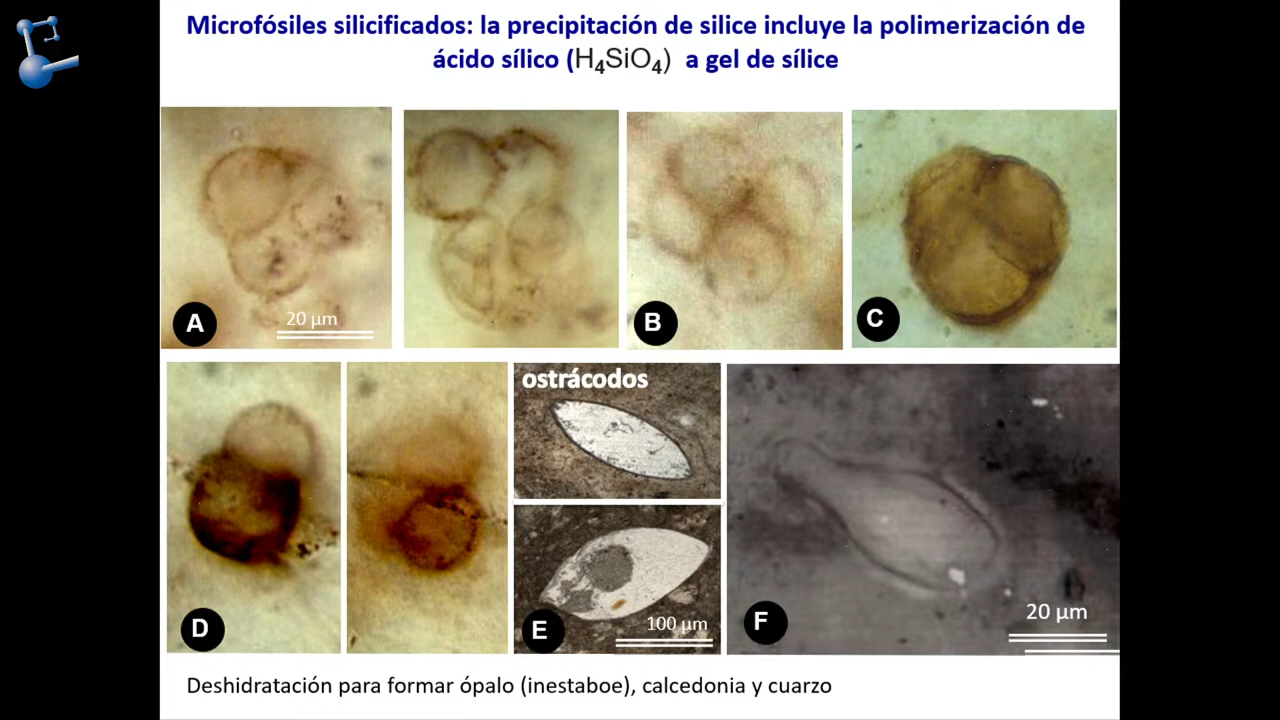 Microfósiles silicificados: la precipitación de silice incluye la polimerización de
ácido sílico (H₄SiO₄) a gel de sílice
A
20 µm
B
C
D
ostrácodos
E
100 µm
F
20 µm
Deshidratación para formar ópalo (inestaboe), calcedonia y cuarzo